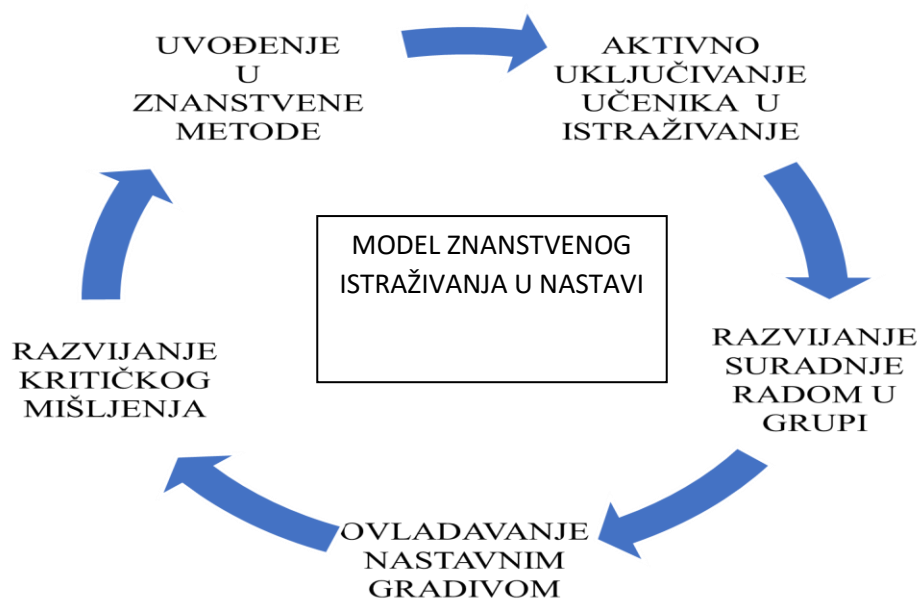 UVOĐENJE
U
ZNANSTVENE
METODE
AKTIVNO
UKLJUČIVANJE
UČENIKA U
ISTRAŽIVANJE
MODEL ZNANSTVENOG
ISTRAŽIVANJA U NASTAVI
RAZVIJANJE
SURADNJE
RADOM U
GRUPI
OVLADAVANJE
NASTAVNIM
GRADIVOM
RAZVIJANJE
KRITIČKOG
MIŠLJENJA